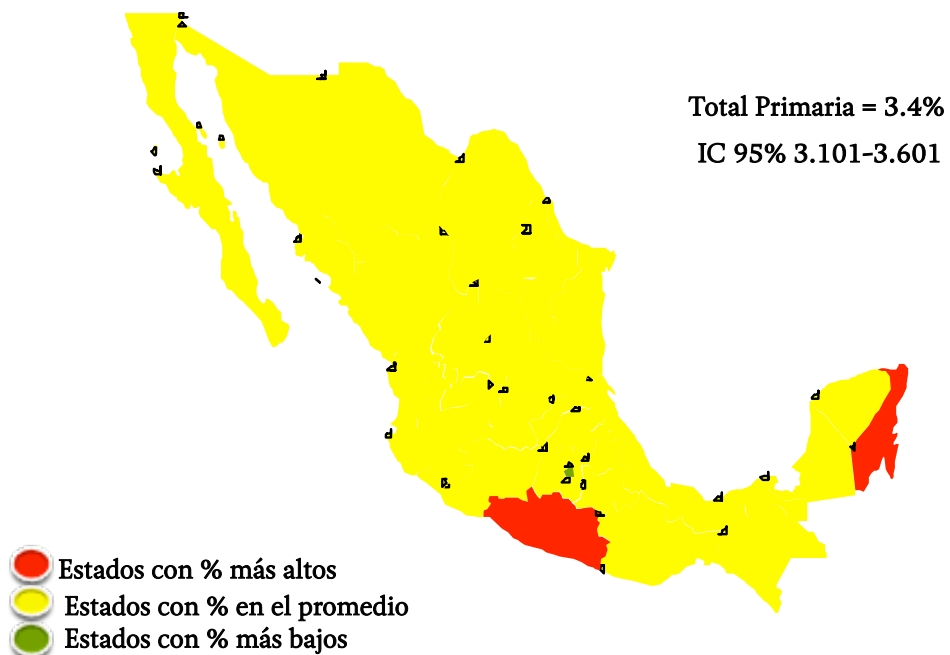 Total Primaria = 3.4%
IC 95% 3.101-3.601
Estados con % más altos
Estados con % en el promedio
Estados con % más bajos